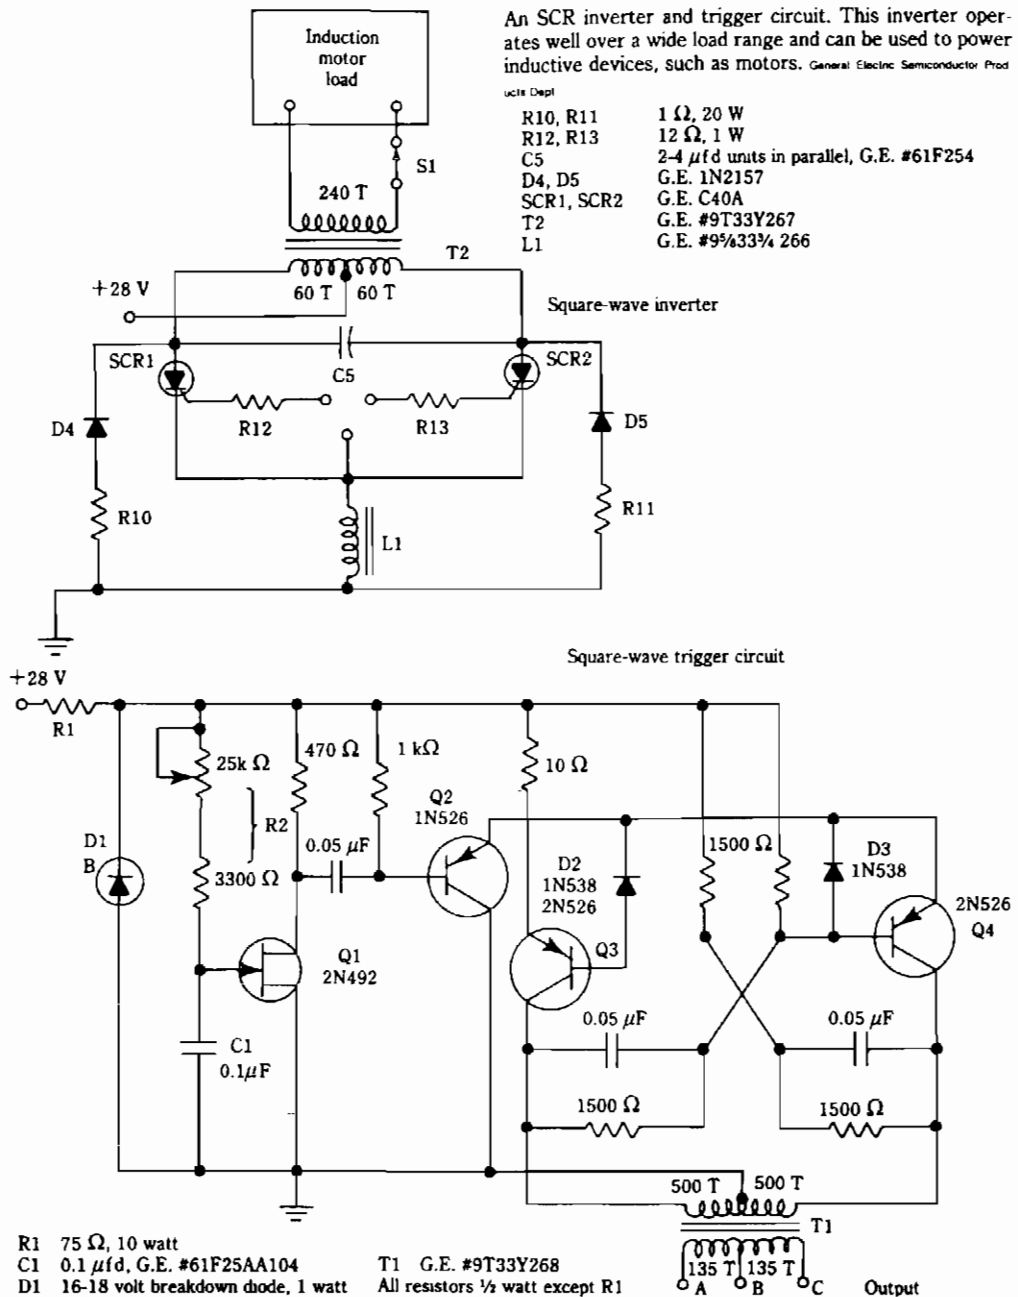 An SCR inverter and trigger circuit. This inverter oper-
ates well over a wide load range and can be used to power
inductive devices, such as motors. General Electric Semiconductor Prod
ucts Dept
R10, R11 1 Ω, 20 W
R12, R13 12 Ω, 1 W
C5 2-4 μfd units in parallel, G.E. #61F254
D4, D5 G.E. 1N2157
SCR1, SCR2 G.E. C40A
T2 G.E. #9T33Y267
L1 G.E. #9⅝33¾ 266
Induction
motor
load
S1
240 T
T2
60 T 60 T
+28 V
Square-wave inverter
SCR1
SCR2
C5
D4
R12
R13
D5
R10
R11
L1
Square-wave trigger circuit
+28 V
R1
25k Ω
470 Ω
1 kΩ
10 Ω
R2
Q2
1N526
D1
B
3300 Ω
0.05 μF
D2
1N538
2N526
1500 Ω
D3
1N538
2N526
Q4
Q3
Q1
2N492
C1
0.1μF
0.05 μF
0.05 μF
1500 Ω
1500 Ω
500 T 500 T
T1
135 T 135 T
A B C Output
R1 75 Ω, 10 watt
C1 0.1 μfd, G.E. #61F25AA104 T1 G.E. #9T33Y268
D1 16-18 volt breakdown diode, 1 watt All resistors ½ watt except R1